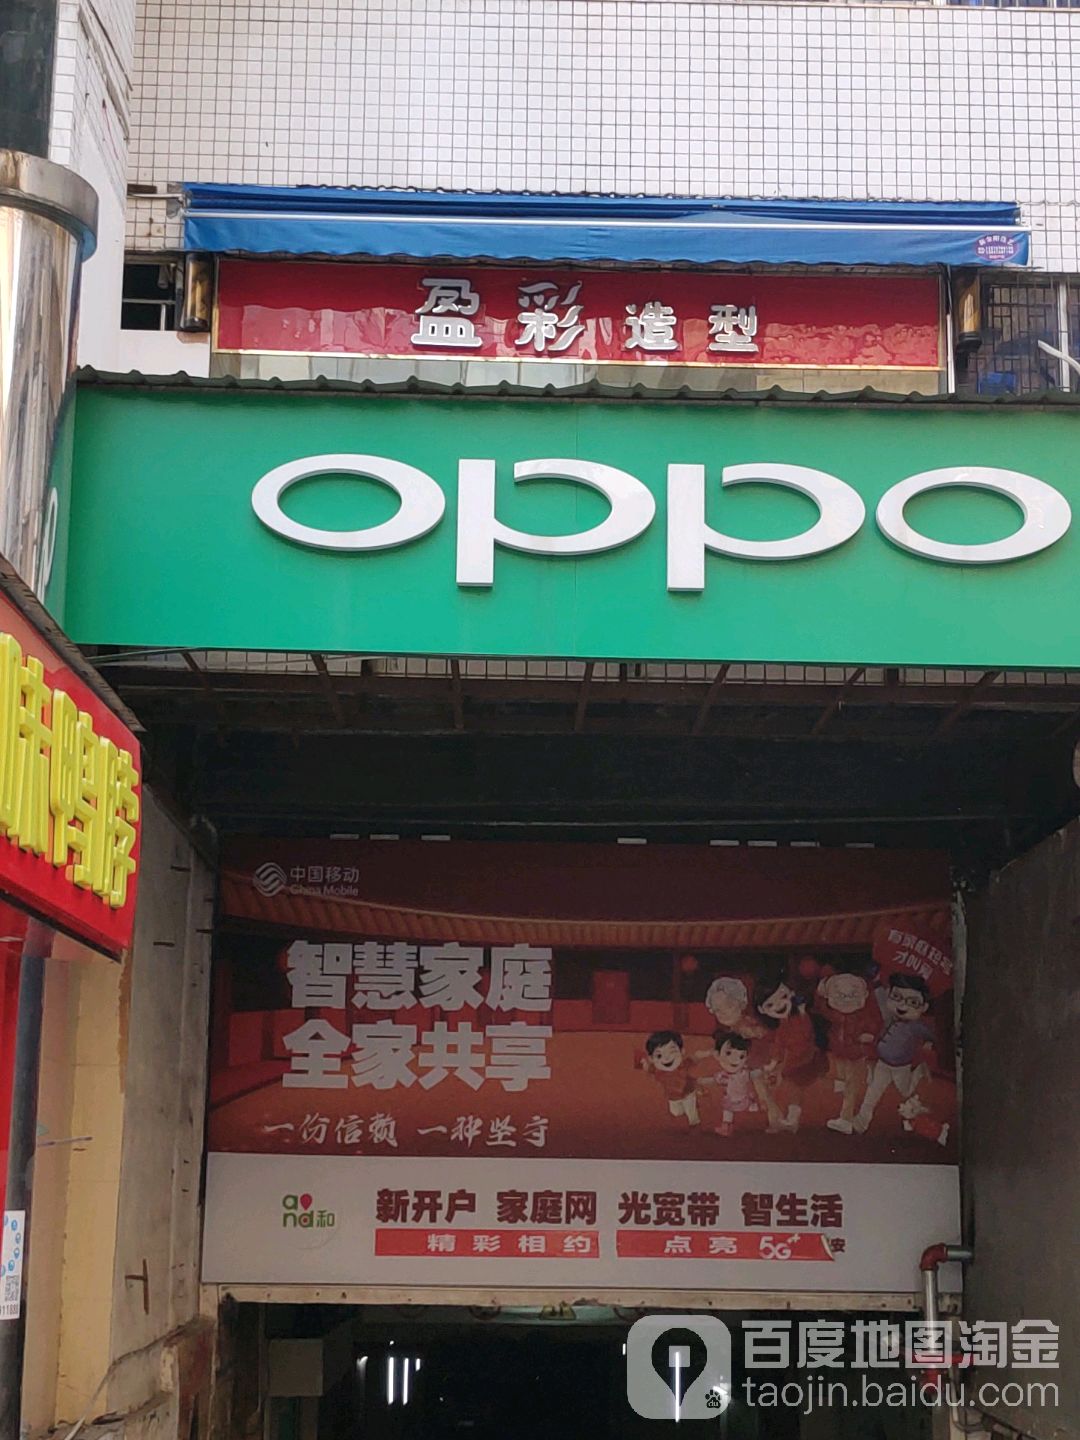 盈彩造型
oppo
中国移动
China Mobile
智慧家庭
全家共享
一份信赖 一种坚守
and和
新开户 家庭网 光宽带 智生活
精彩相约 点亮5G+
百度地图淘金
taojin.baidu.com